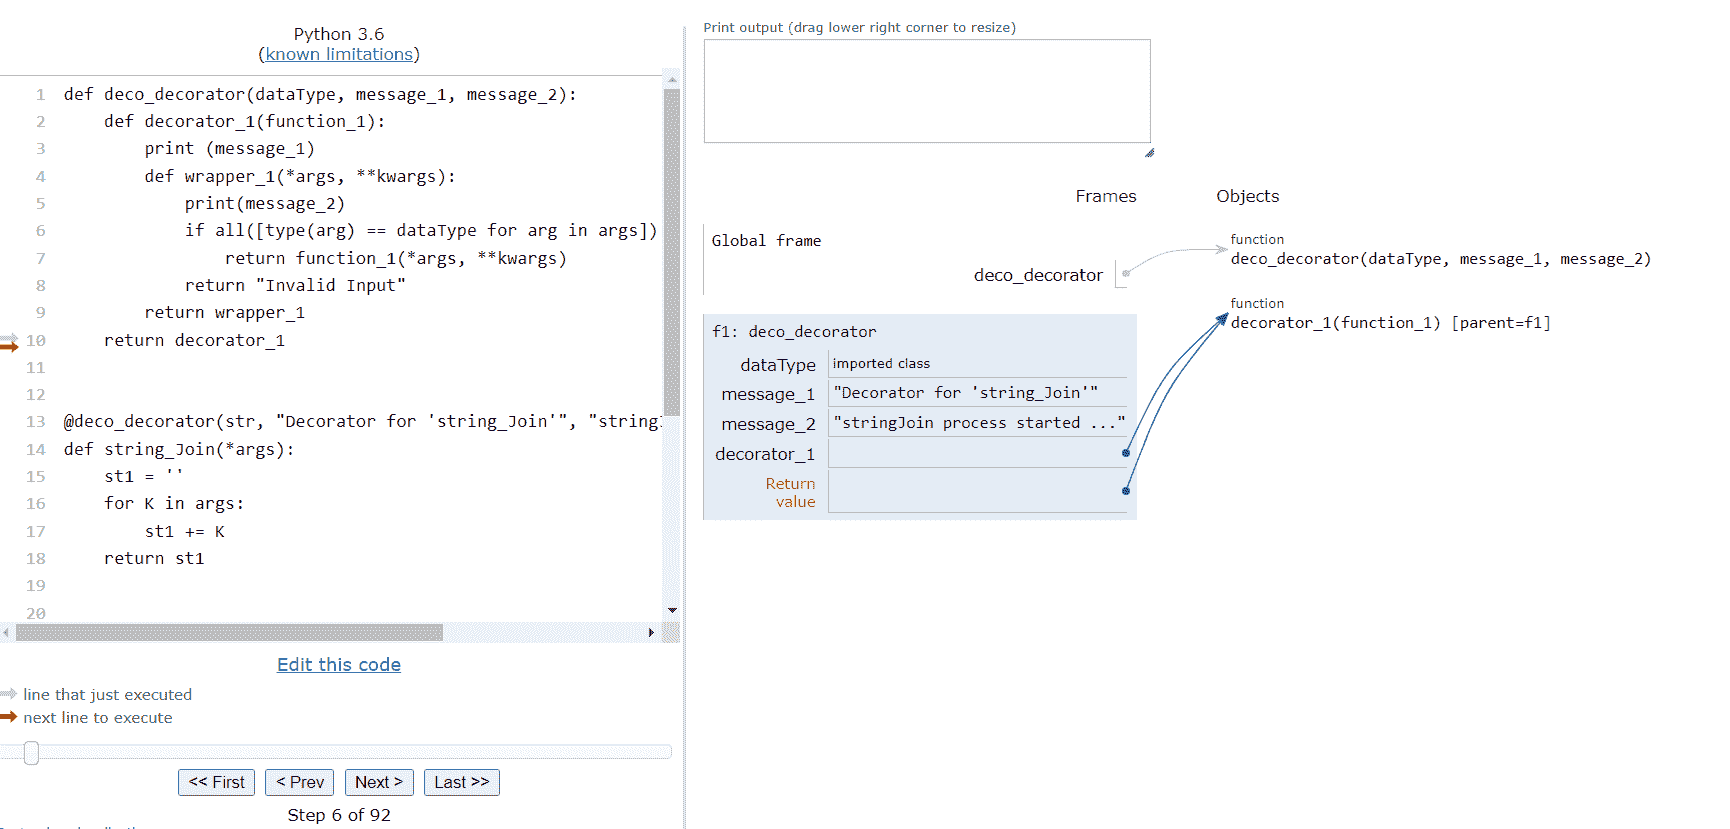 Python 3.6
(known limitations)
1 def deco_decorator(dataType, message_1, message_2):
2     def decorator_1(function_1):
3         print (message_1)
4         def wrapper_1(*args, **kwargs):
5             print(message_2)
6             if all([type(arg) == dataType for arg in args])
7                 return function_1(*args, **kwargs)
8             return "Invalid Input"
9         return wrapper_1
10     return decorator_1
11
12
13 @deco_decorator(str, "Decorator for 'string_Join'", "string
14 def string_Join(*args):
15     st1 = ''
16     for K in args:
17         st1 += K
18     return st1
19
20
Edit this code
line that just executed
next line to execute
<< First < Prev Next > Last >>
Step 6 of 92
Print output (drag lower right corner to resize)
Frames Objects
Global frame
deco_decorator
function
deco_decorator(dataType, message_1, message_2)
function
decorator_1(function_1) [parent=f1]
f1: deco_decorator
dataType imported class
message_1 "Decorator for 'string_Join'"
message_2 "stringJoin process started ..."
decorator_1
Return
value